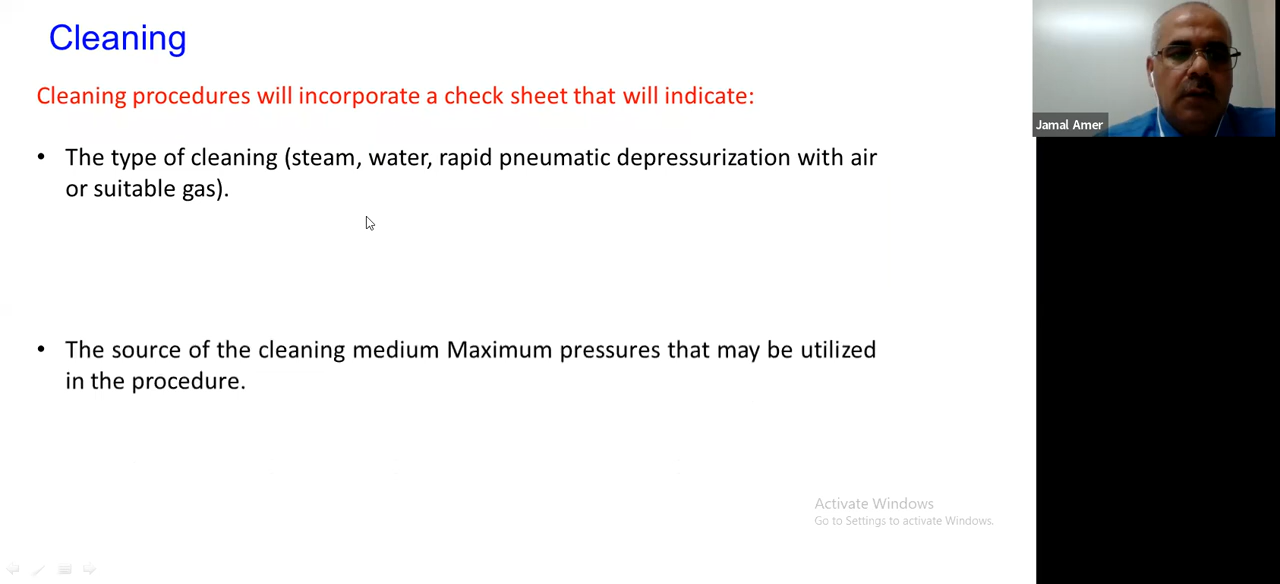 Cleaning
Cleaning procedures will incorporate a check sheet that will indicate:
• The type of cleaning (steam, water, rapid pneumatic depressurization with air
or suitable gas).
• The source of the cleaning medium Maximum pressures that may be utilized
in the procedure.
Jamal Amer
Activate Windows
Go to Settings to activate Windows.